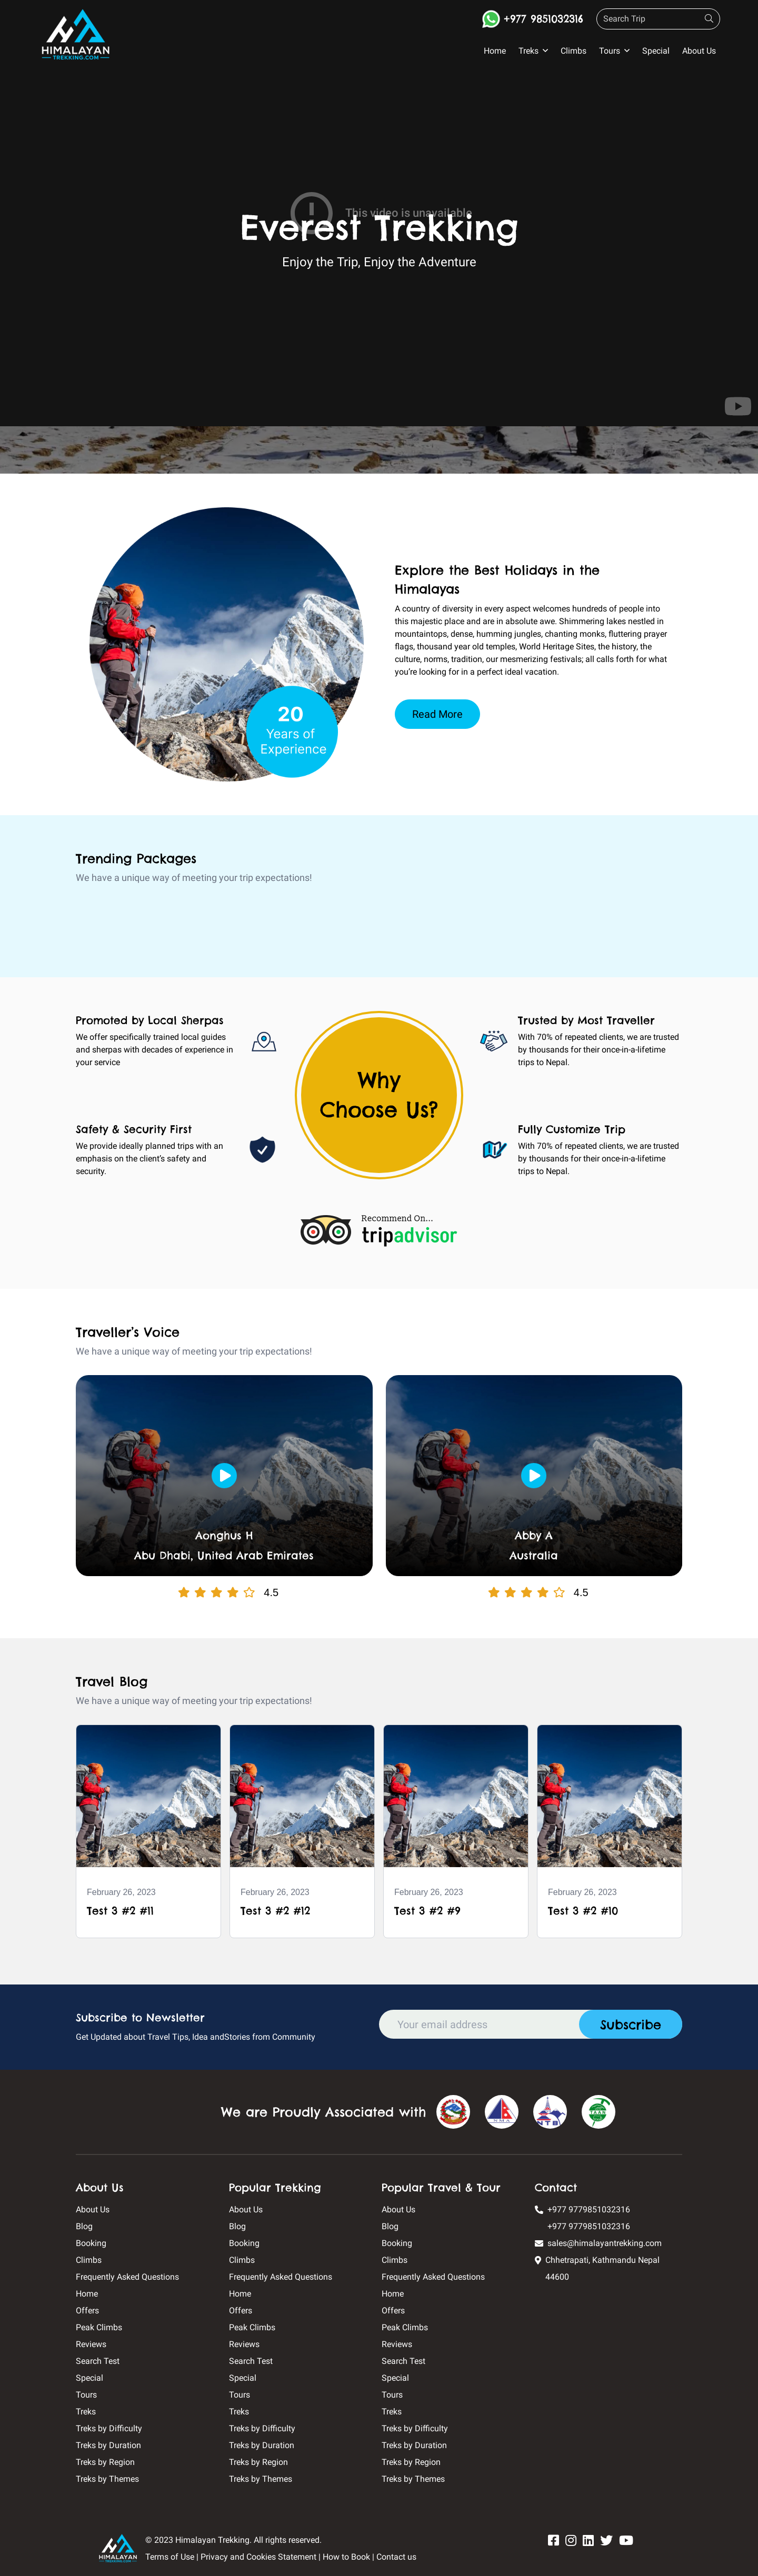 HIMALAYAN
TREKKING.COM
+977 9851032316
Search Trip
Home Treks Climbs Tours Special About Us
This video is unavailable
Everest Trekking
Enjoy the Trip, Enjoy the Adventure
20
Years of
Experience
Explore the Best Holidays in the
Himalayas
A country of diversity in every aspect welcomes hundreds of people into
this majestic place and are in absolute awe. Shimmering lakes nestled in
mountaintops, dense, humming jungles, chanting monks, fluttering prayer
flags, thousand year old temples, World Heritage Sites, the history, the
culture, norms, tradition, our mesmerizing festivals; all calls forth for what
you're looking for in a perfect ideal vacation.
Read More
Trending Packages
We have a unique way of meeting your trip expectations!
Promoted by Local Sherpas
We offer specifically trained local guides
and sherpas with decades of experience in
your service
Safety & Security First
We provide ideally planned trips with an
emphasis on the client's safety and
security.
Why
Choose Us?
Trusted by Most Traveller
With 70% of repeated clients, we are trusted
by thousands for their once-in-a-lifetime
trips to Nepal.
Fully Customize Trip
With 70% of repeated clients, we are trusted
by thousands for their once-in-a-lifetime
trips to Nepal.
Recommend On...
tripadvisor
Traveller's Voice
We have a unique way of meeting your trip expectations!
Aonghus H
Abu Dhabi, United Arab Emirates
4.5
Abby A
Australia
4.5
Travel Blog
We have a unique way of meeting your trip expectations!
February 26, 2023
Test 3 #2 #11
February 26, 2023
Test 3 #2 #12
February 26, 2023
Test 3 #2 #9
February 26, 2023
Test 3 #2 #10
Subscribe to Newsletter
Get Updated about Travel Tips, Idea andStories from Community
Your email address
Subscribe
We are Proudly Associated with
NTB
TAAN
About Us
About Us
Blog
Booking
Climbs
Frequently Asked Questions
Home
Offers
Peak Climbs
Reviews
Search Test
Special
Tours
Treks
Treks by Difficulty
Treks by Duration
Treks by Region
Treks by Themes
Popular Trekking
About Us
Blog
Booking
Climbs
Frequently Asked Questions
Home
Offers
Peak Climbs
Reviews
Search Test
Special
Tours
Treks
Treks by Difficulty
Treks by Duration
Treks by Region
Treks by Themes
Popular Travel & Tour
About Us
Blog
Booking
Climbs
Frequently Asked Questions
Home
Offers
Peak Climbs
Reviews
Search Test
Special
Tours
Treks
Treks by Difficulty
Treks by Duration
Treks by Region
Treks by Themes
Contact
+977 9779851032316
+977 9779851032316
sales@himalayantrekking.com
Chhetrapati, Kathmandu Nepal
44600
HIMALAYAN
© 2023 Himalayan Trekking. All rights reserved.
Terms of Use | Privacy and Cookies Statement | How to Book | Contact us